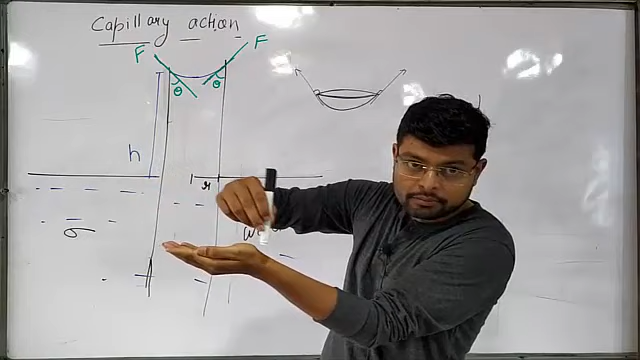 Capillary action
F F
θ θ
h
r
σ